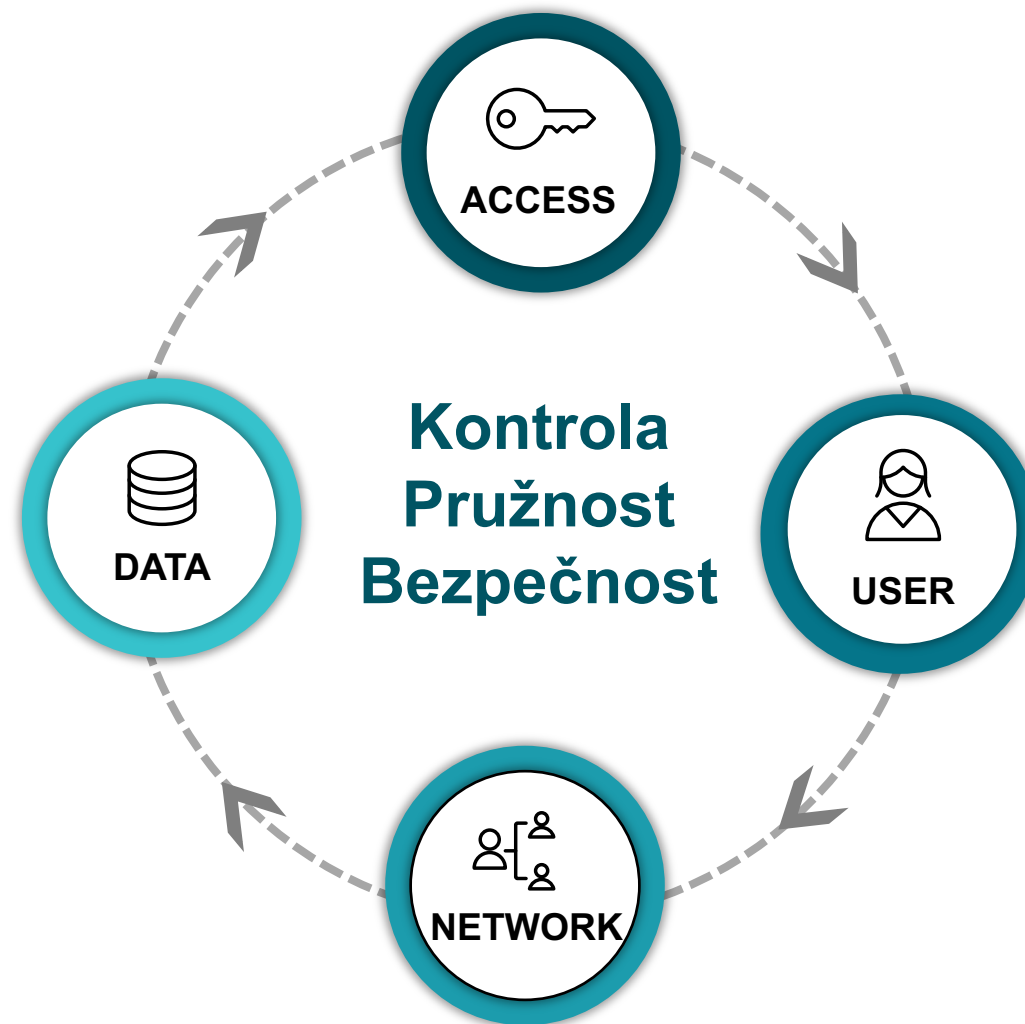 ACCESS
Kontrola
Pružnost
Bezpečnost
DATA
USER
NETWORK